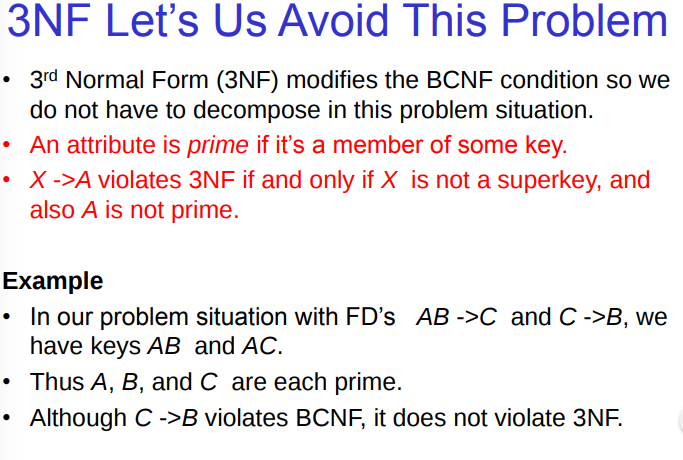 3NF Let's Us Avoid This Problem
• 3rd Normal Form (3NF) modifies the BCNF condition so we
do not have to decompose in this problem situation.
• An attribute is prime if it's a member of some key.
• X ->A violates 3NF if and only if X is not a superkey, and
also A is not prime.
Example
• In our problem situation with FD's AB ->C and C ->B, we
have keys AB and AC.
• Thus A, B, and C are each prime.
• Although C ->B violates BCNF, it does not violate 3NF.